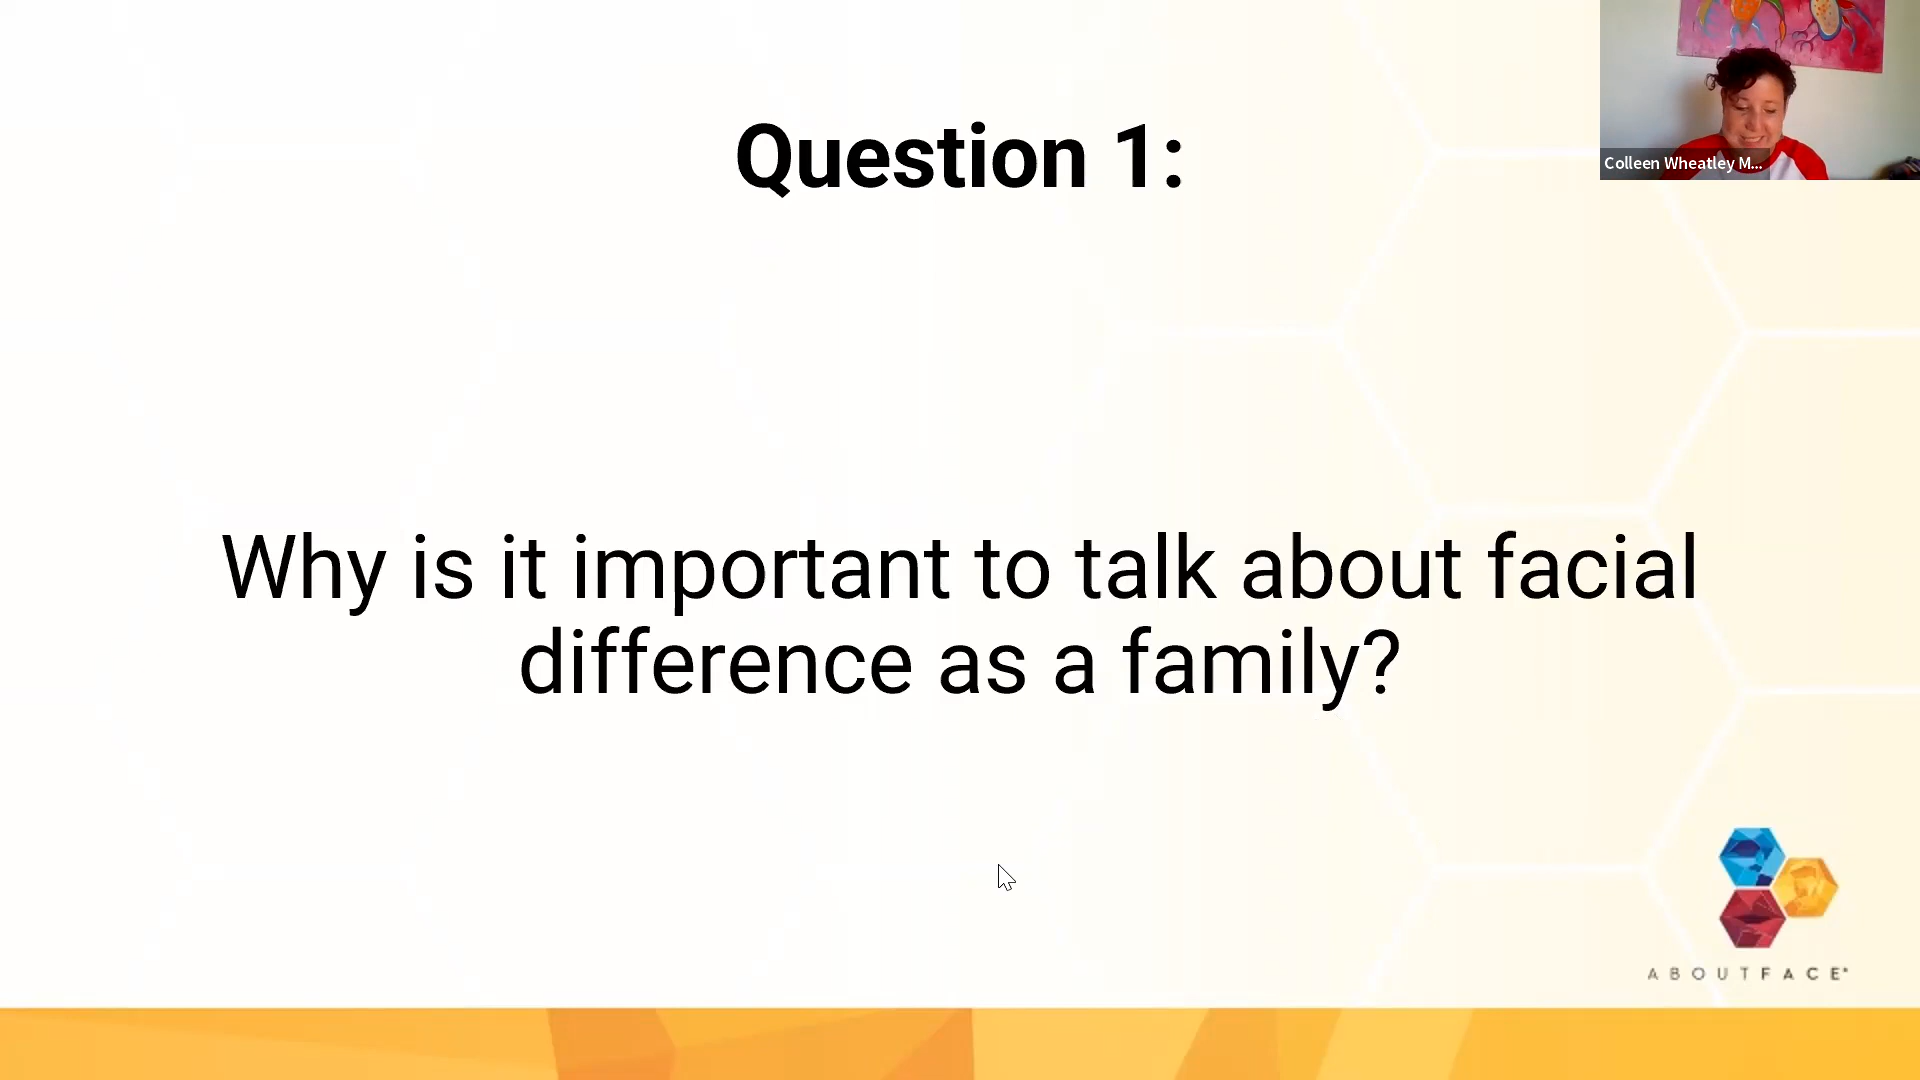 Question 1:
Colleen Wheatley M...
Why is it important to talk about facial
difference as a family?
ABOUTFACE